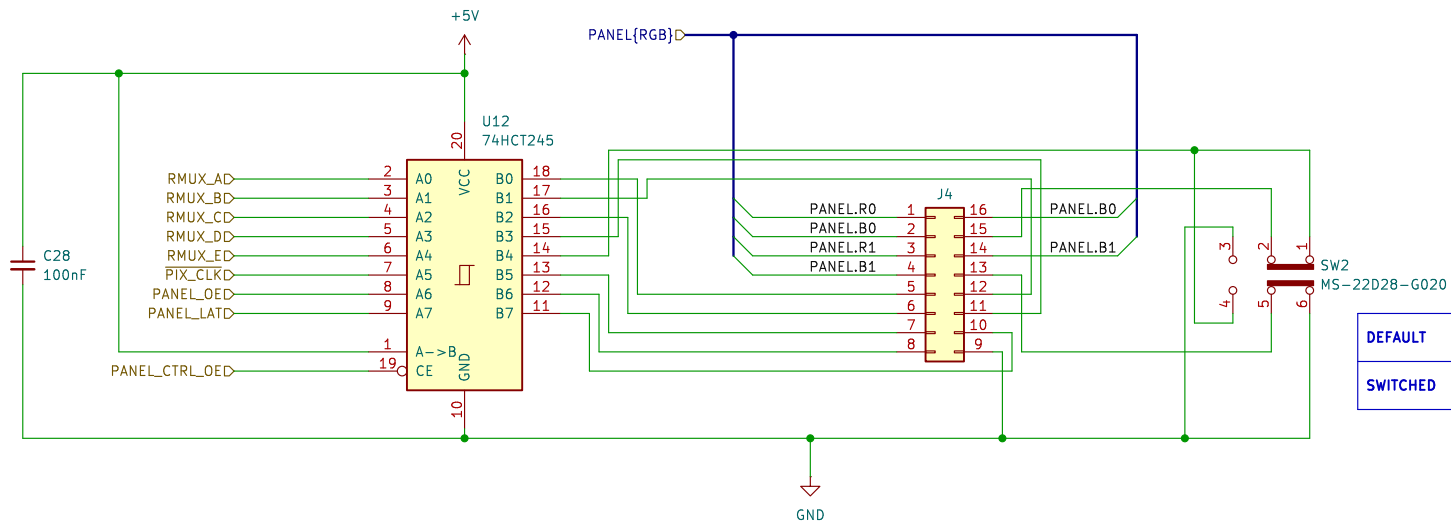 +5V
PANEL{RGB}
U12
74HCT245
20
VCC
RMUX_A 2 A0 B0 18
RMUX_B 3 A1 B1 17
RMUX_C 4 A2 B2 16
RMUX_D 5 A3 B3 15
RMUX_E 6 A4 B4 14
PIX_CLK 7 A5 B5 13
PANEL_OE 8 A6 B6 12
PANEL_LAT 9 A7 B7 11
1 A->B
PANEL_CTRL_OE 19 CE
GND
10
C28
100nF
J4
PANEL.R0 1 16 PANEL.B0
PANEL.B0 2 15
PANEL.R1 3 14 PANEL.B1
PANEL.B1 4 13
5 12
6 11
7 10
8 9
3 2 1
SW2
MS-22D28-G020
4 5 6
DEFAULT
SWITCHED
GND